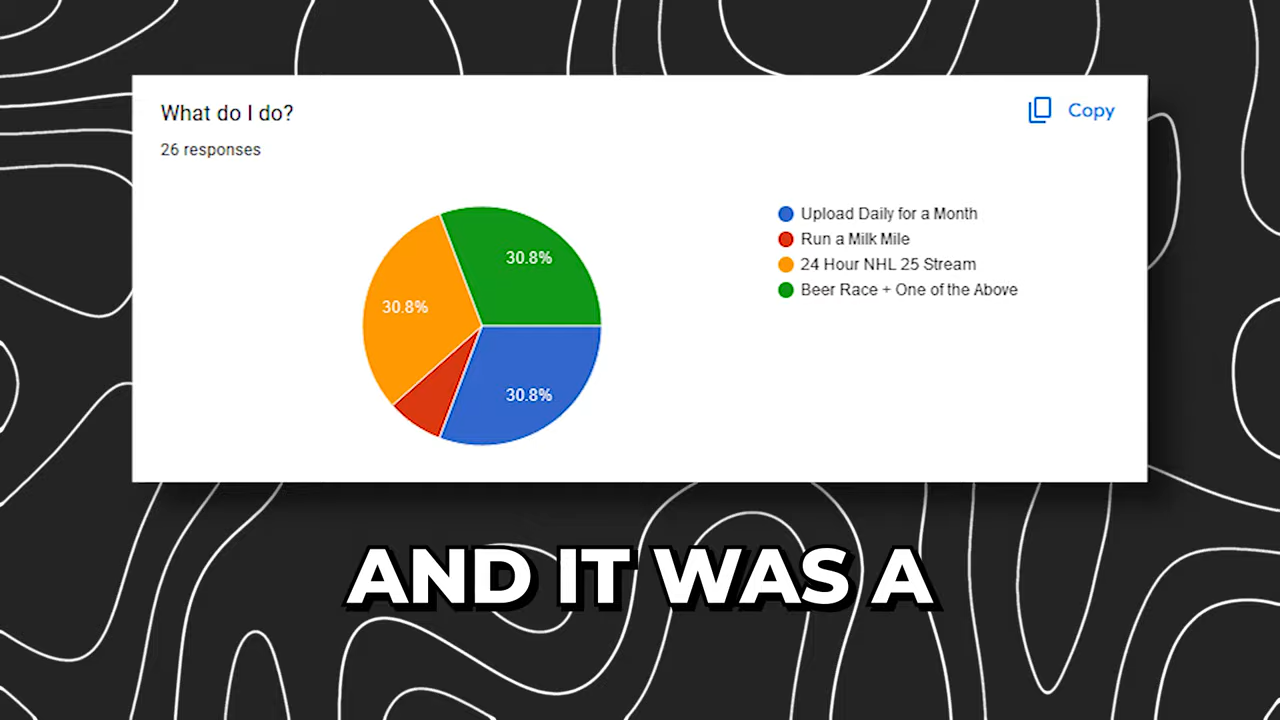 What do I do?
Copy
26 responses
Upload Daily for a Month
Run a Milk Mile
24 Hour NHL 25 Stream
Beer Race + One of the Above
30.8%
30.8%
30.8%
AND IT WAS A